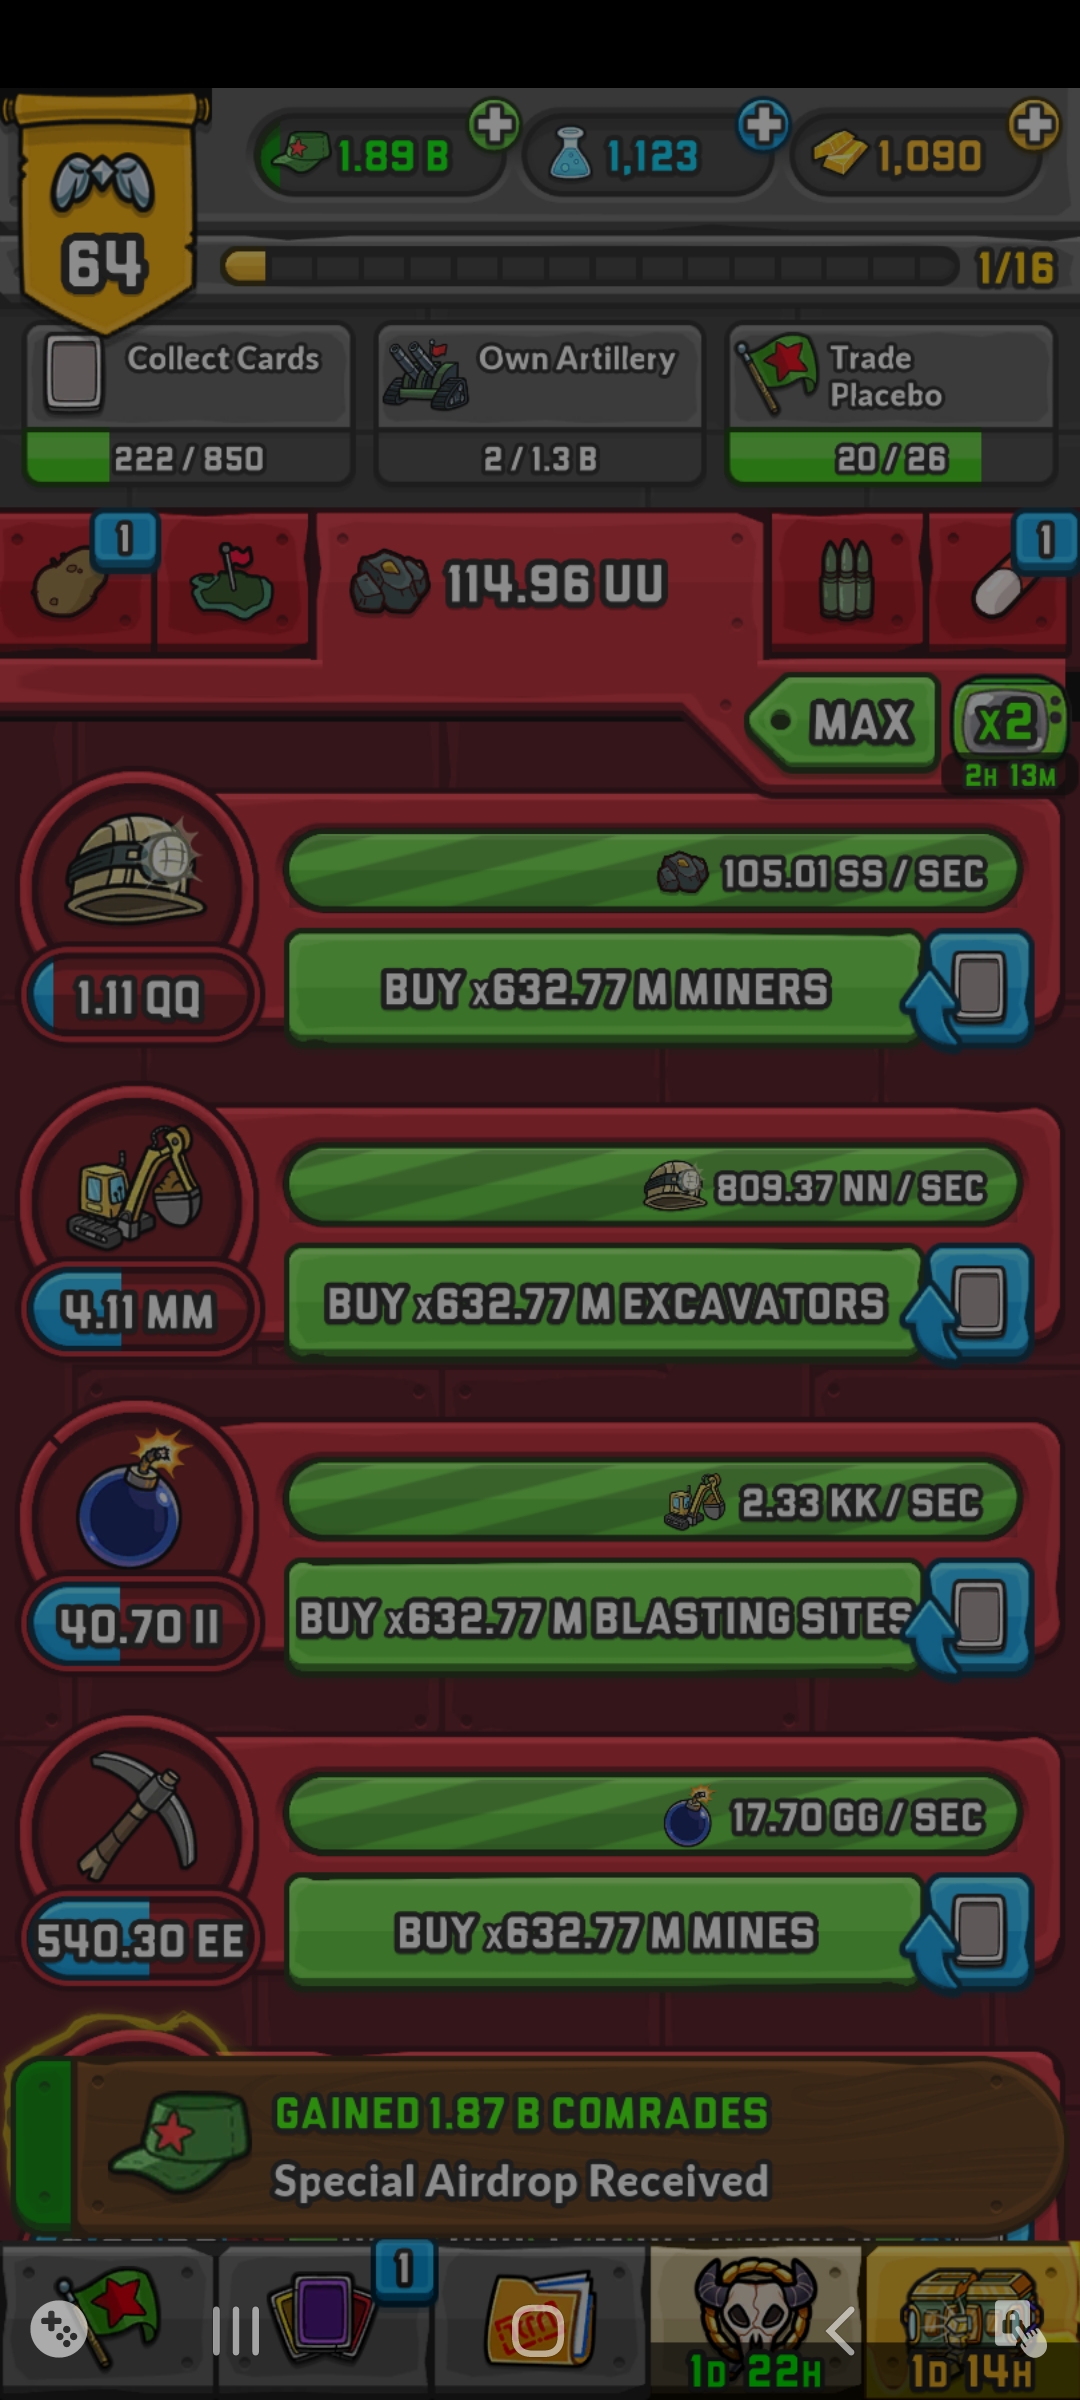 1.89 B
1,123
1,090
64
1/16
Collect Cards
222 / 850
Own Artillery
2 / 1.3 B
Trade
Placebo
20 / 26
1
114.96 UU
1
MAX
x2
2H 13M
105.01 SS / SEC
1.11 QQ
BUY x632.77 M MINERS
809.37 NN / SEC
4.11 MM
BUY x632.77 M EXCAVATORS
2.33 KK / SEC
40.70 II
BUY x632.77 M BLASTING SITES
17.70 GG / SEC
540.30 EE
BUY x632.77 M MINES
GAINED 1.87 B COMRADES
Special Airdrop Received
1
1D 22H
1D 14H